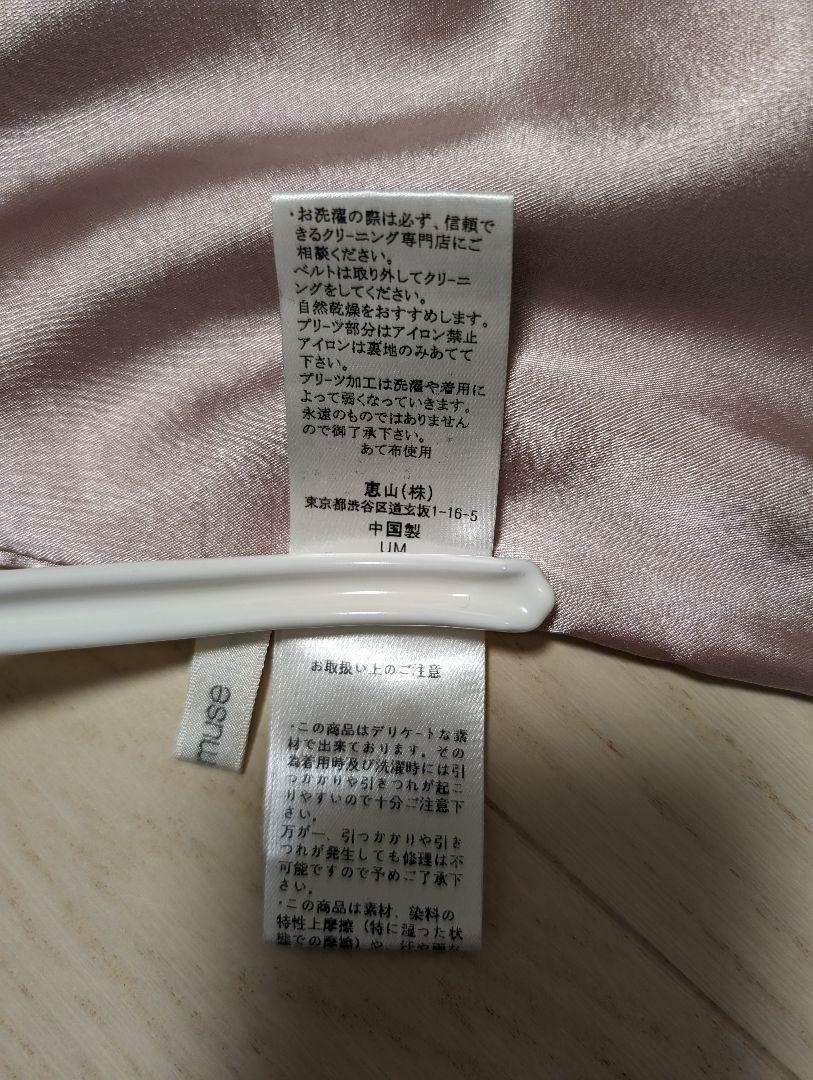 ・お洗濯の際は必ず、信頼で
きるクリーニング専門店にご
相談ください。
ベルトは取り外してクリーニ
ングをしてください。
自然乾燥をおすすめします。
プリーツ部分はアイロン禁止
アイロンは裏地のみあてて
下さい。
プリーツ加工は洗濯や着用に
よって弱くなっていきます。
永遠のものではありません
ので御了承下さい。
あて布使用
恵山(株)
東京都渋谷区道玄坂1-16-5
中国製
UM
muse
お取扱い上のご注意
・この商品はデリケートな素
材で出来ております。その
為着用時及び洗濯時には引
っかかりや引きつれが起こ
りやすいので十分ご注意下
さい。
万が一、引っかかりや引き
つれが発生しても修理は不
可能ですので予めご了承下
さい。
・この商品は素材、染料の
特性上摩擦（特に湿った状
態での摩擦）や、汗や雨な